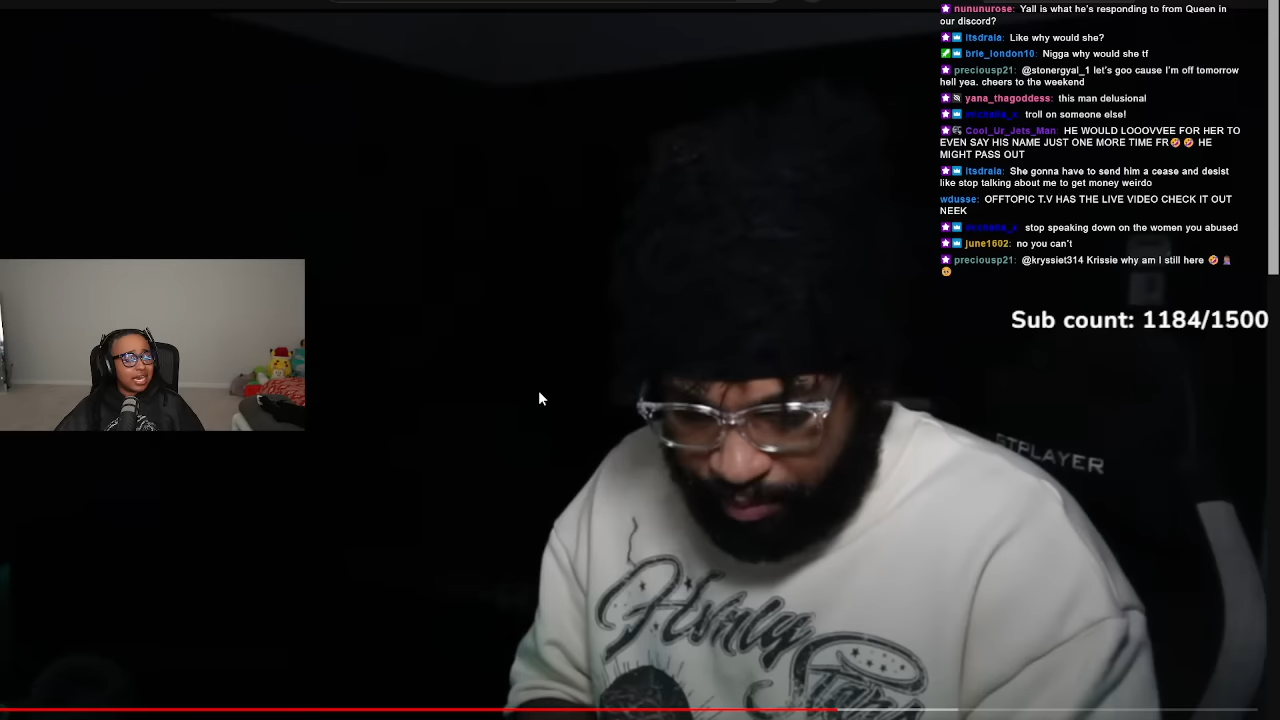 nununurose: Yall is what he's responding to from Queen in
our discord?
itsdraia: Like why would she?
brie_london10: Nigga why would she tf
preciousp21: @stonergyal_1 let's goo cause I'm off tomorrow
hell yea. cheers to the weekend
yana_thagoddess: this man delusional
troll on someone else!
Cool_Ur_Jets_Man: HE WOULD LOOOVVEE FOR HER TO
EVEN SAY HIS NAME JUST ONE MORE TIME FR🤣 🤣 HE
MIGHT PASS OUT
itsdraia: She gonna have to send him a cease and desist
like stop talking about me to get money weirdo
wdusse: OFFTOPIC T.V HAS THE LIVE VIDEO CHECK IT OUT
NEEK
stop speaking down on the women you abused
june1602: no you can't
preciousp21: @kryssiet314 Krissie why am I still here 🤣
Sub count: 1184/1500
TPLAYER
Hvnly